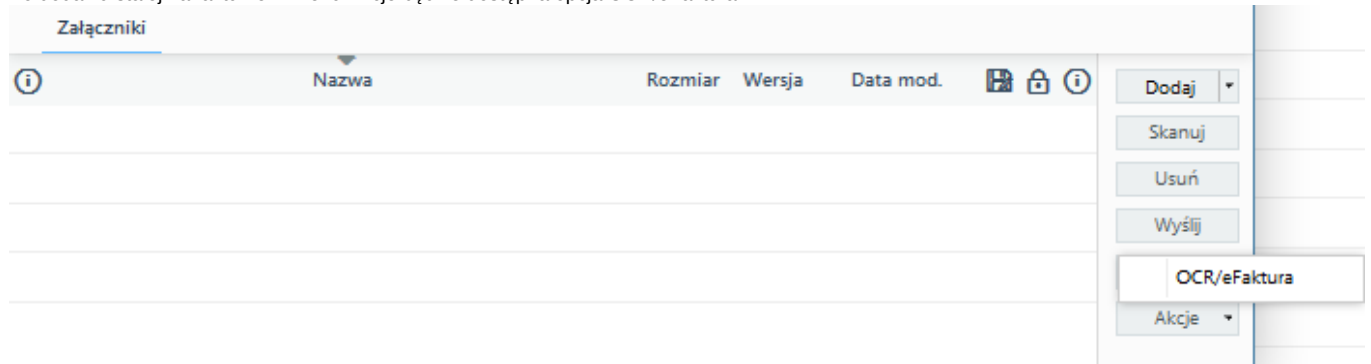 Załączniki
Nazwa Rozmiar Wersja Data mod.
Dodaj
Skanuj
Usuń
Wyślij
OCR/eFaktura
Akcje